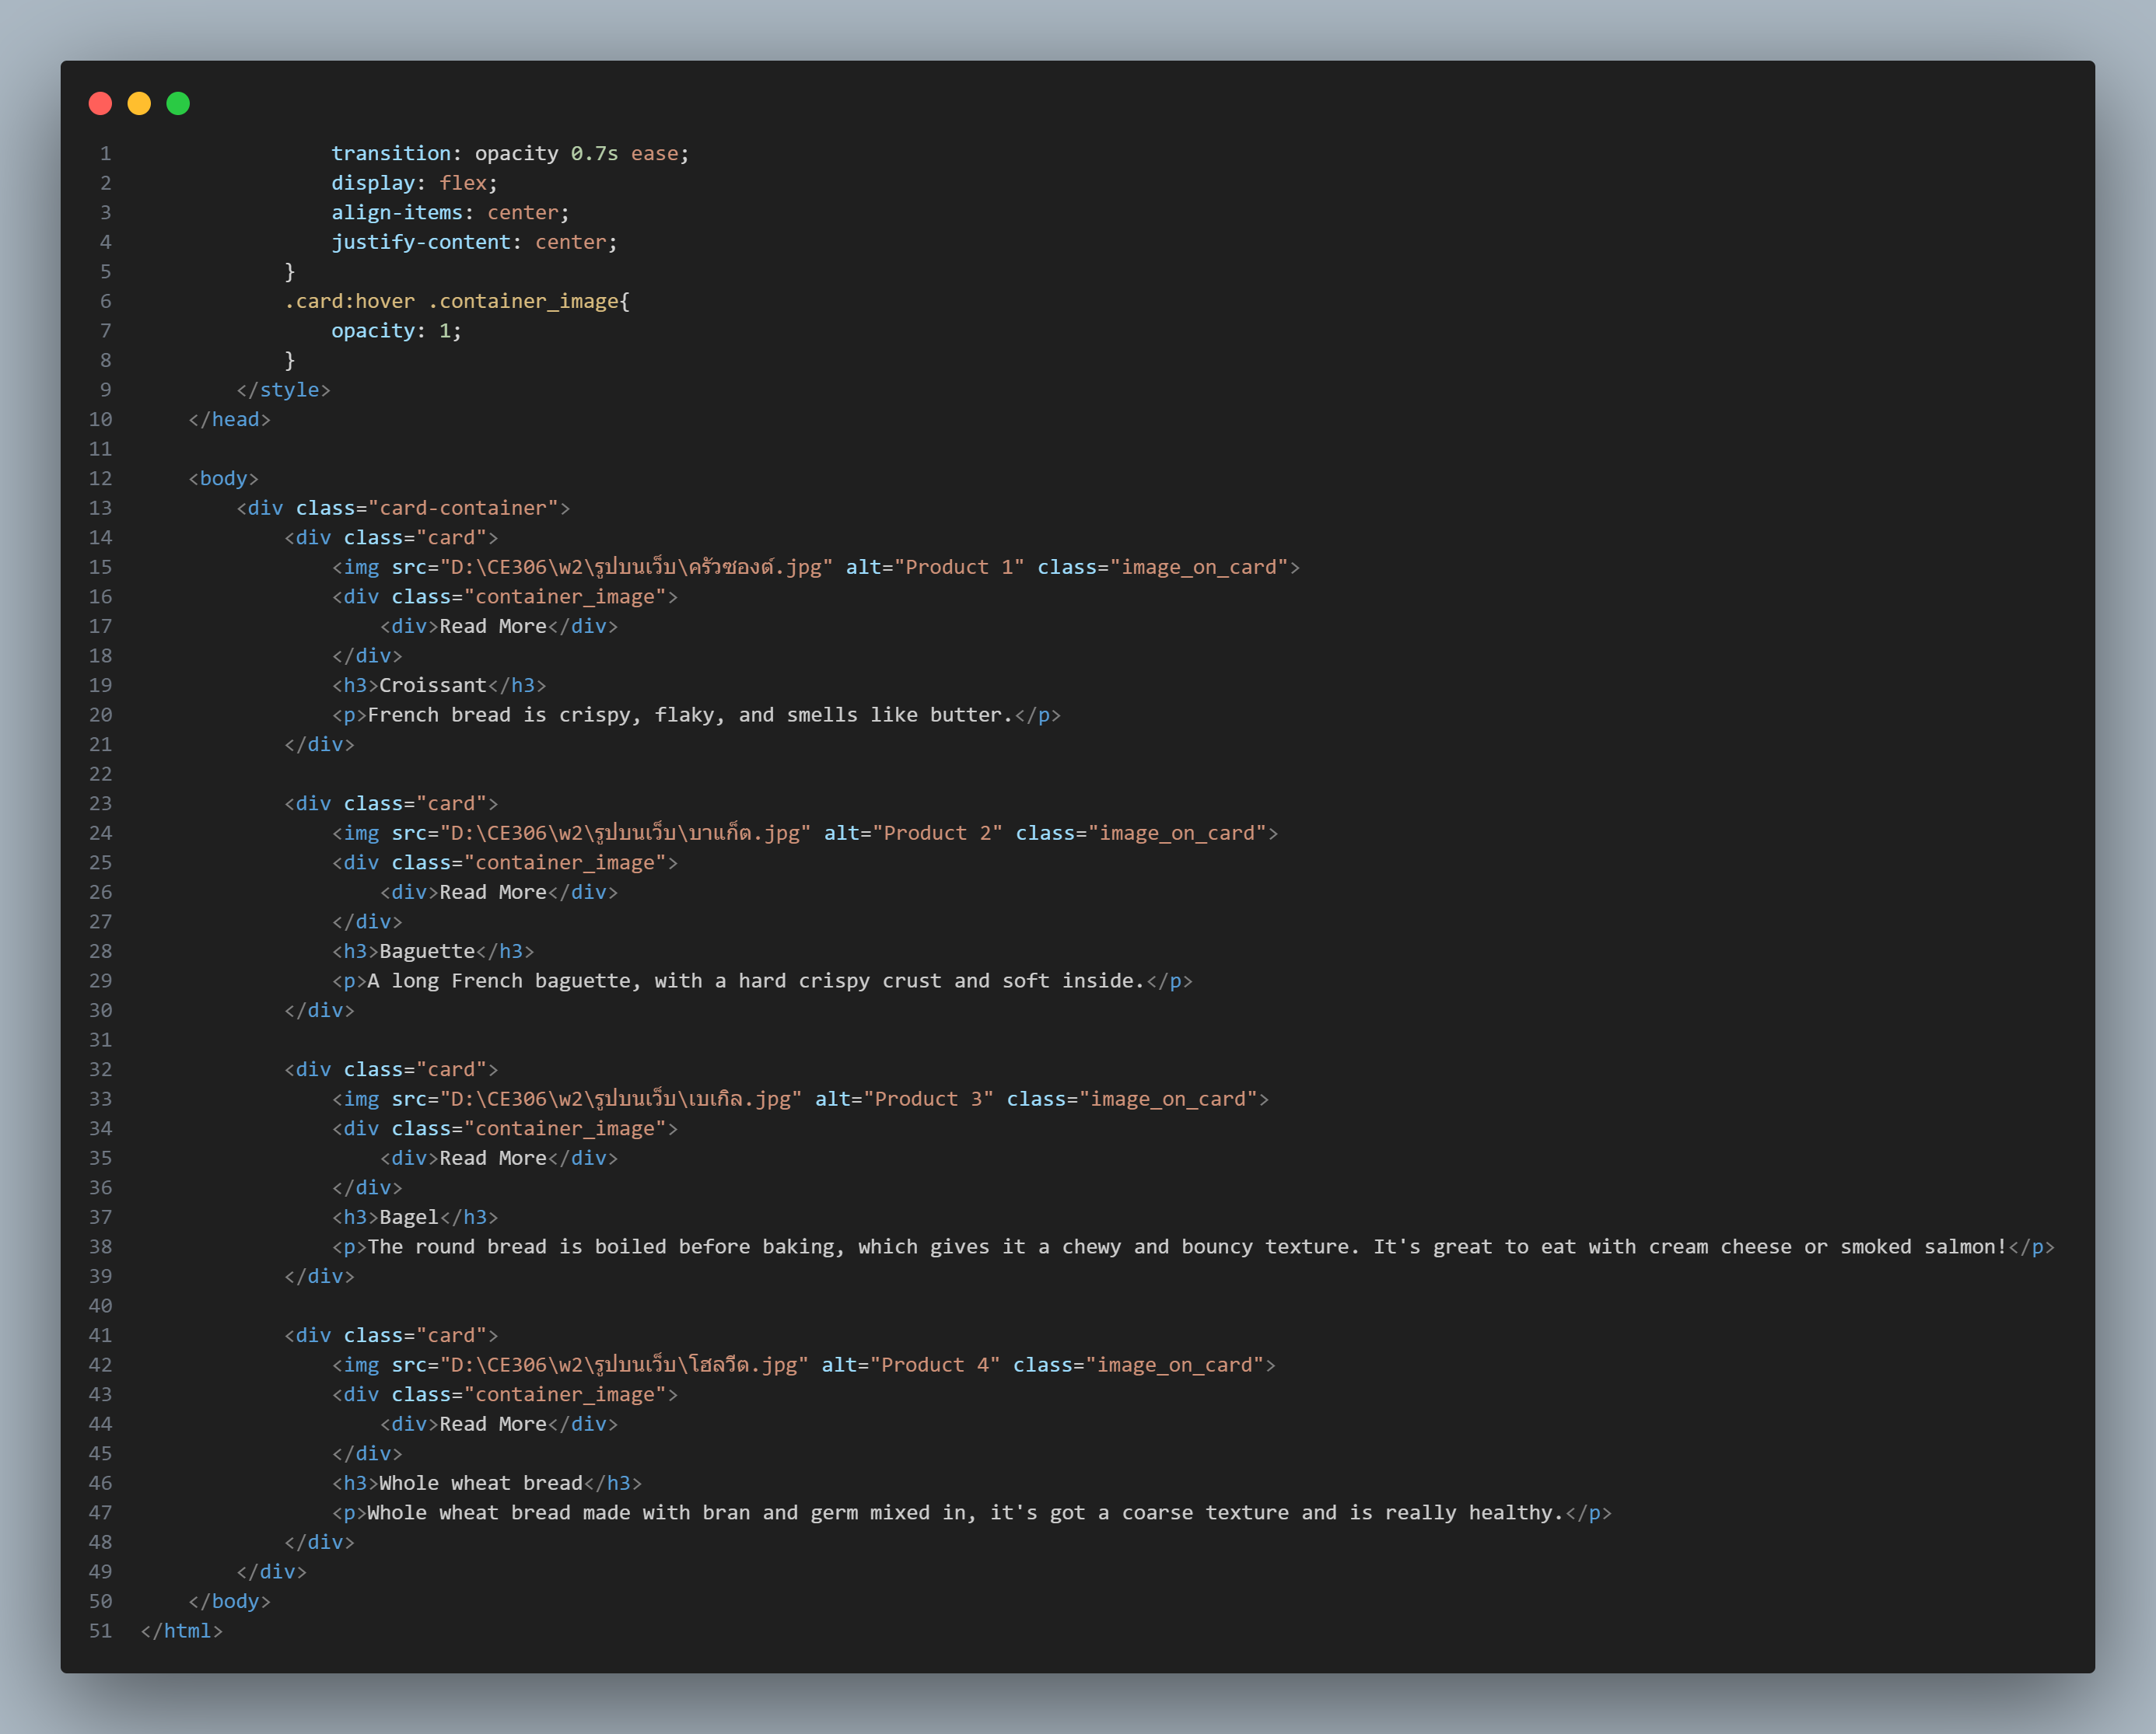 1 transition: opacity 0.7s ease;
2 display: flex;
3 align-items: center;
4 justify-content: center;
5 }
6 .card:hover .container_image{
7 opacity: 1;
8 }
9 </style>
10 </head>
11
12 <body>
13 <div class="card-container">
14 <div class="card">
15 <img src="D:\CE306\w2\รูปบนเว็บ\ครัวซองต์.jpg" alt="Product 1" class="image_on_card">
16 <div class="container_image">
17 <div>Read More</div>
18 </div>
19 <h3>Croissant</h3>
20 <p>French bread is crispy, flaky, and smells like butter.</p>
21 </div>
22
23 <div class="card">
24 <img src="D:\CE306\w2\รูปบนเว็บ\บาแก็ต.jpg" alt="Product 2" class="image_on_card">
25 <div class="container_image">
26 <div>Read More</div>
27 </div>
28 <h3>Baguette</h3>
29 <p>A long French baguette, with a hard crispy crust and soft inside.</p>
30 </div>
31
32 <div class="card">
33 <img src="D:\CE306\w2\รูปบนเว็บ\เบเกิล.jpg" alt="Product 3" class="image_on_card">
34 <div class="container_image">
35 <div>Read More</div>
36 </div>
37 <h3>Bagel</h3>
38 <p>The round bread is boiled before baking, which gives it a chewy and bouncy texture. It's great to eat with cream cheese or smoked salmon!</p>
39 </div>
40
41 <div class="card">
42 <img src="D:\CE306\w2\รูปบนเว็บ\โฮลวีต.jpg" alt="Product 4" class="image_on_card">
43 <div class="container_image">
44 <div>Read More</div>
45 </div>
46 <h3>Whole wheat bread</h3>
47 <p>Whole wheat bread made with bran and germ mixed in, it's got a coarse texture and is really healthy.</p>
48 </div>
49 </div>
50 </body>
51 </html>